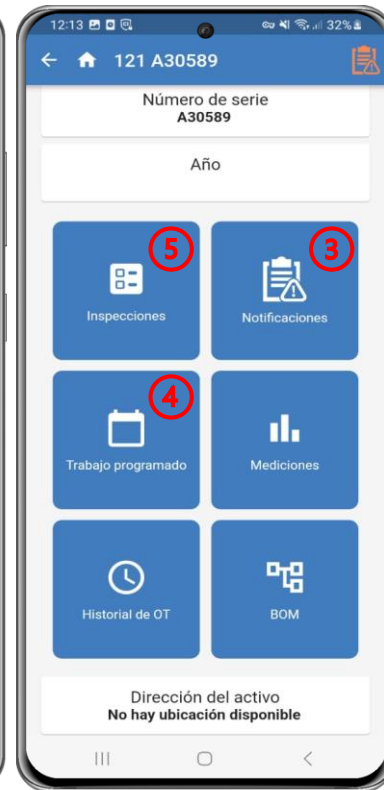 12:13 32%
121 A30589
Número de serie
A30589
Año
5
3
Inspecciones
Notificaciones
4
Trabajo programado
Mediciones
Historial de OT
BOM
Dirección del activo
No hay ubicación disponible